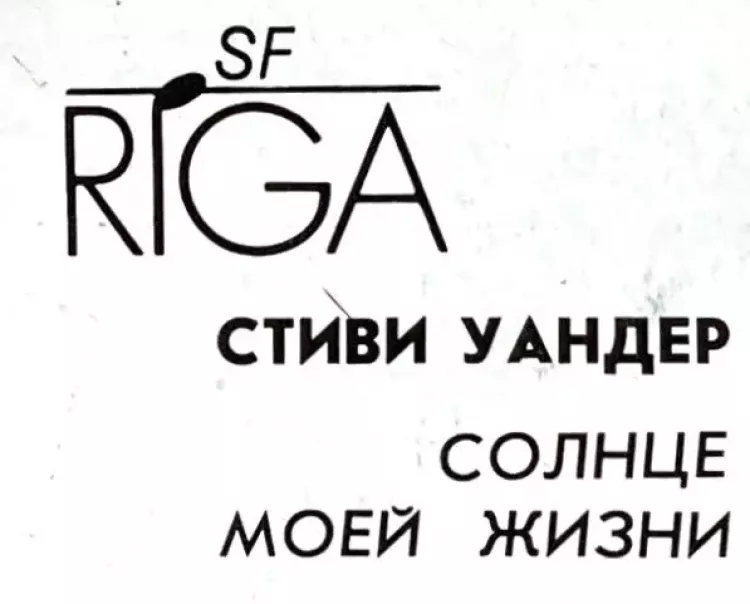 SF
RIGA
СТИВИ УАНДЕР
СОЛНЦЕ
МОЕЙ ЖИЗНИ